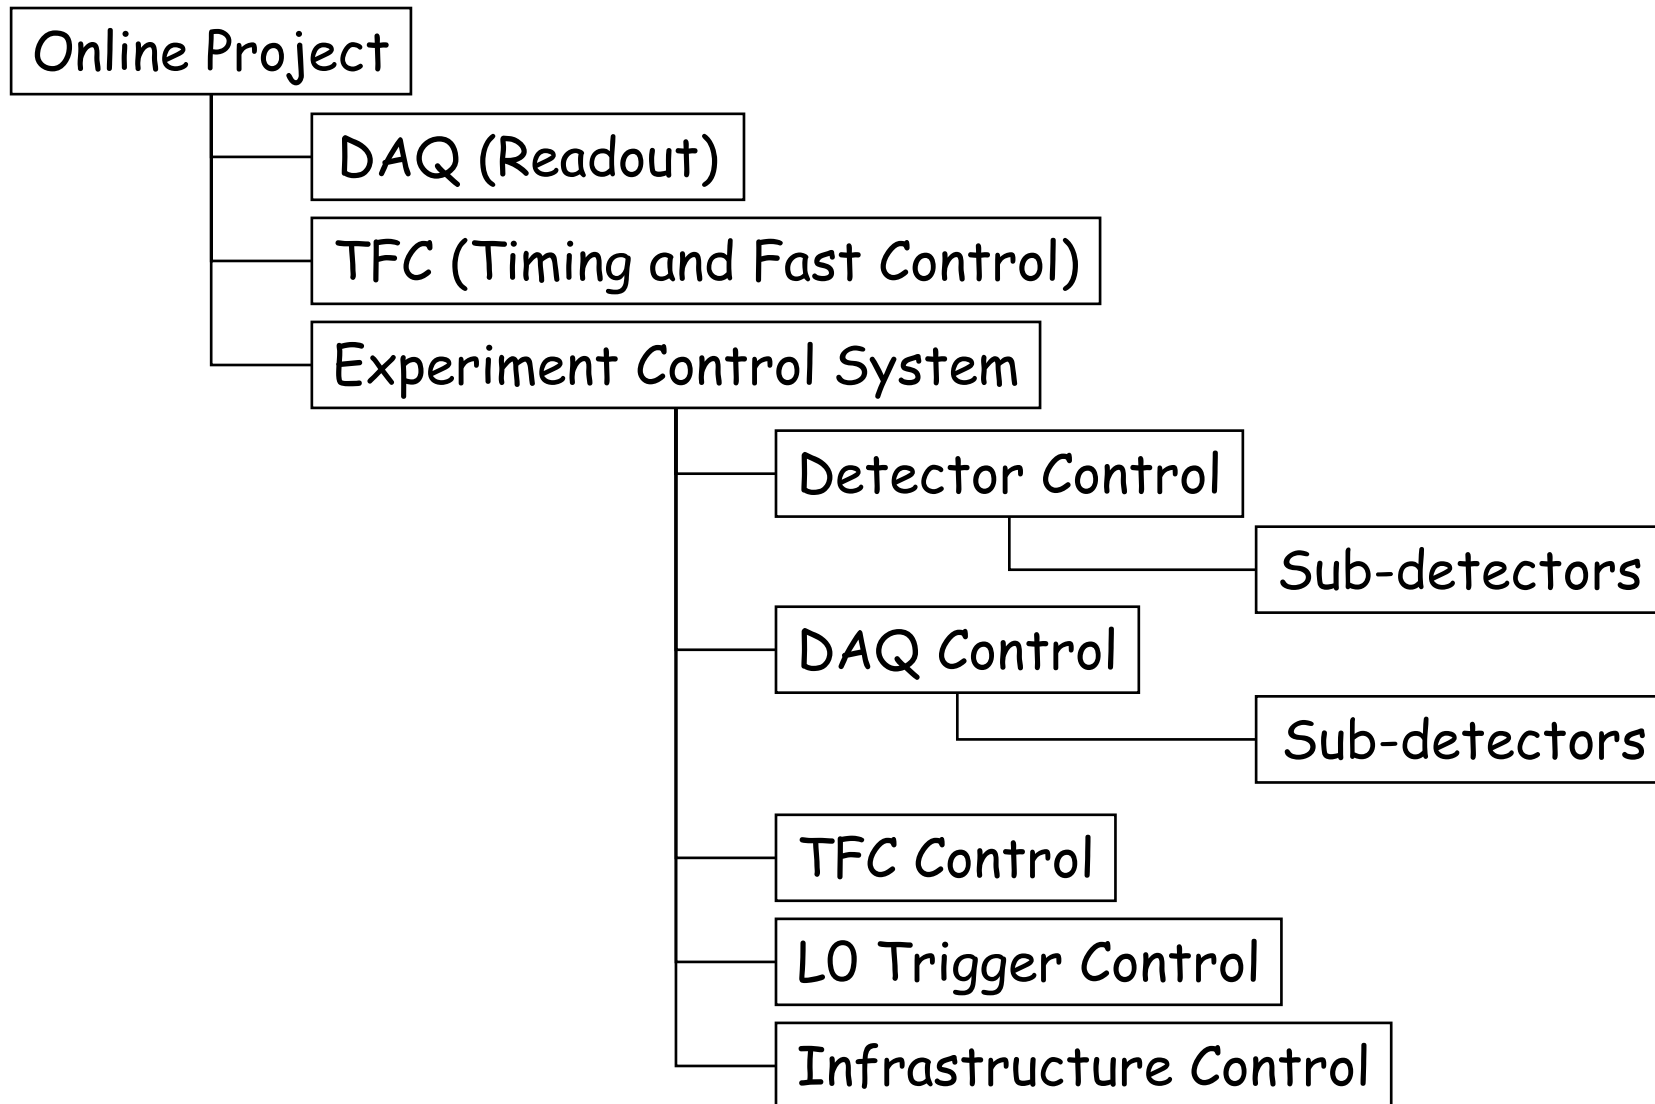 Online Project
DAQ (Readout)
TFC (Timing and Fast Control)
Experiment Control System
Detector Control
Sub-detectors
DAQ Control
Sub-detectors
TFC Control
L0 Trigger Control
Infrastructure Control